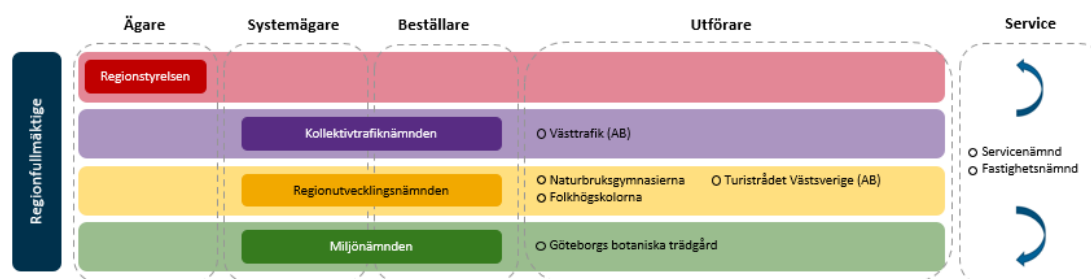 Ägare
Systemägare
Beställare
Utförare
Service
Regionfullmäktige
Regionstyrelsen
Kollektivtrafiknämnden
Västtrafik (AB)
Regionutvecklingsnämnden
Naturbruksgymnasierna
Turistrådet Västsverige (AB)
Folkhögskolorna
Miljönämnden
Göteborgs botaniska trädgård
Servicenämnd
Fastighetsnämnd